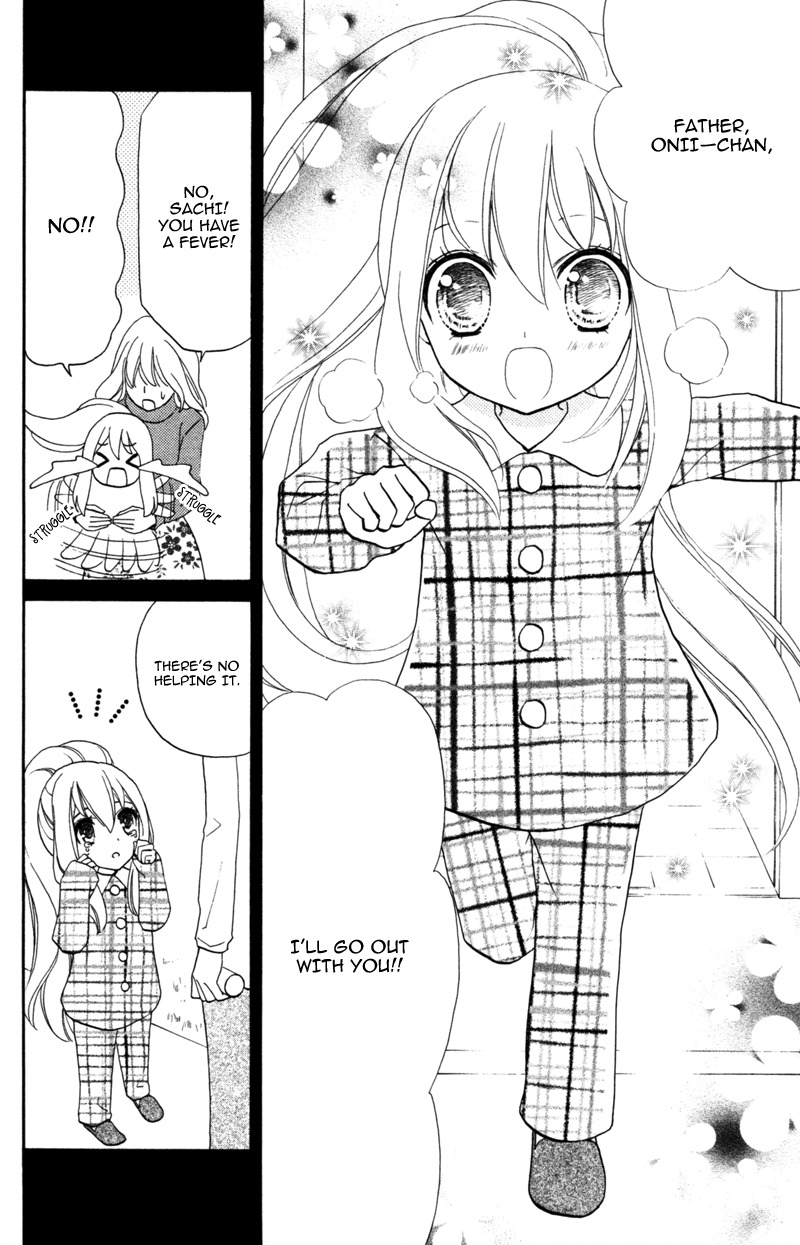 FATHER,
ONII-CHAN,
I'LL GO OUT
WITH YOU!!
NO,
SACHI!
YOU HAVE
A FEVER!
NO!!
STRUGGLE
STRUGGLE
THERE'S NO
HELPING IT.